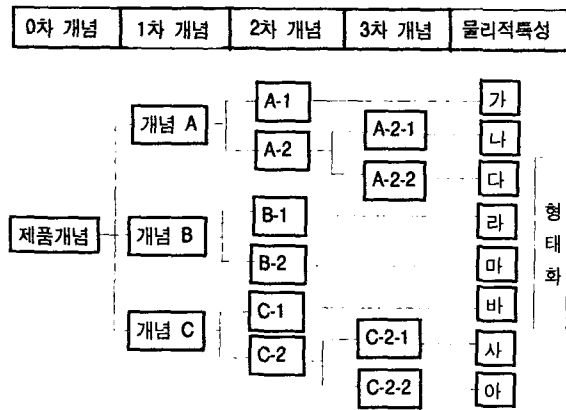 0차 개념 1차 개념 2차 개념 3차 개념 물리적특성
A-1 가
개념 A A-2-1 나
A-2
A-2-2 다
B-1 라
형
태
화
제품개념 개념 B
B-2 마
C-1 바
개념 C
C-2 C-2-1 사
C-2-2 아